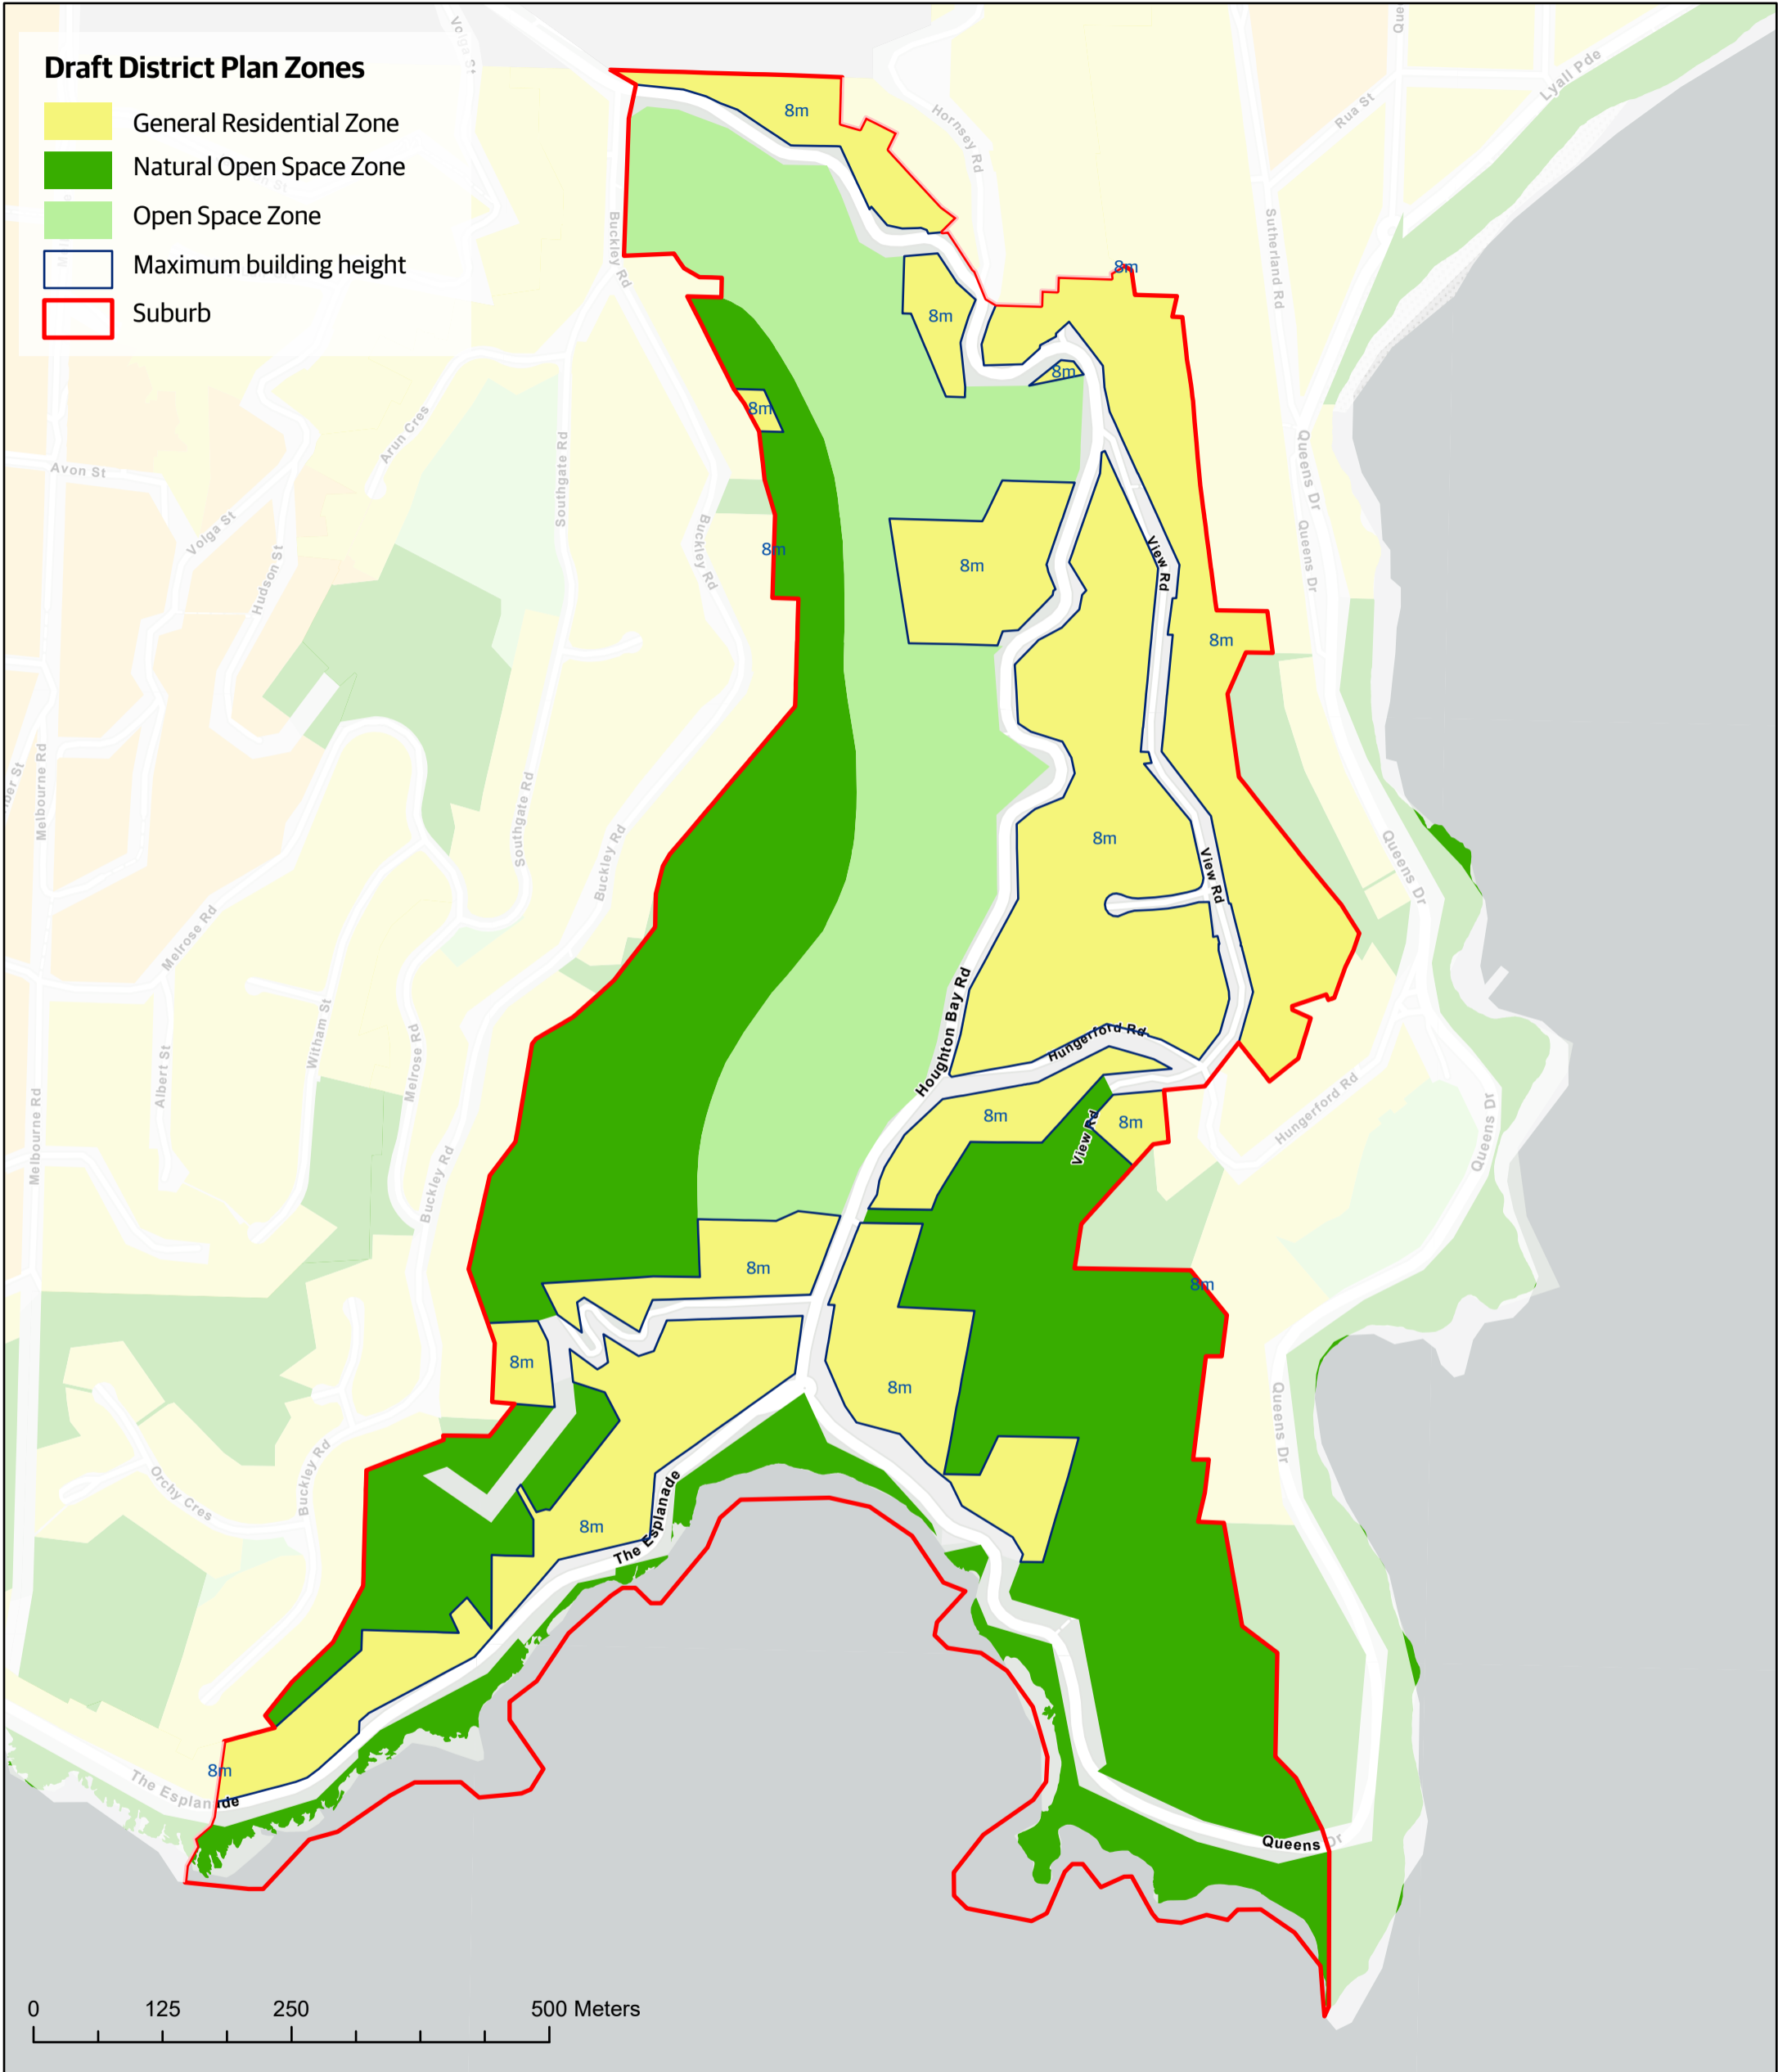 Draft District Plan Zones
General Residential Zone
Natural Open Space Zone
Open Space Zone
Maximum building height
Suburb
Volga St
Hornsey Rd
Rua St
Lyall Pde
Que
8m
Buckley Rd
Sutherland Rd
8m
8m
8m
8m
Arun Cres
Southgate Rd
Avon St
Volga St
Hudson St
Buckley Rd
8m
8m
View Rd
Queens Dr
Queens Dr
8m
Melbourne Rd
Southgate Rd
Buckley Rd
8m
View Rd
Queens Dr
Melrose Rd
Houghton Bay Rd
Hungerford Rd
Witham St
Albert St
Melrose Rd
Melbourne Rd
8m
8m
View Rd
Hungerford Rd
Queens Dr
Buckley Rd
8m
8m
8m
8m
Queens Dr
Orchy Cres
Buckley Rd
8m
The Esplanade
8m
The Esplanade
Queens Dr
0 125 250 500 Meters